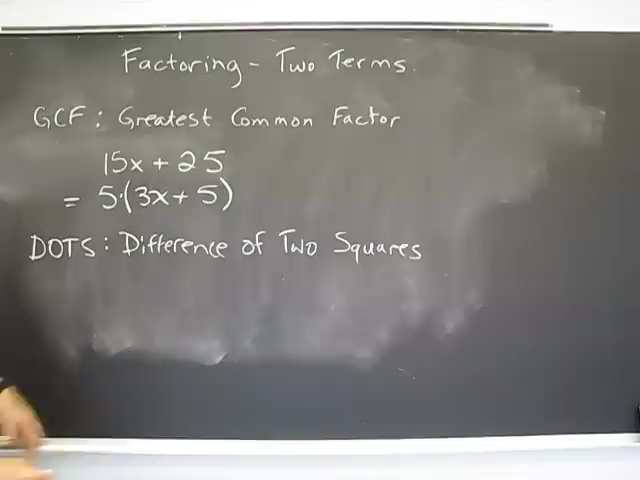 Factoring - Two Terms
GCF: Greatest Common Factor
15x + 25
= 5·(3x + 5)
DOTS: Difference of Two Squares